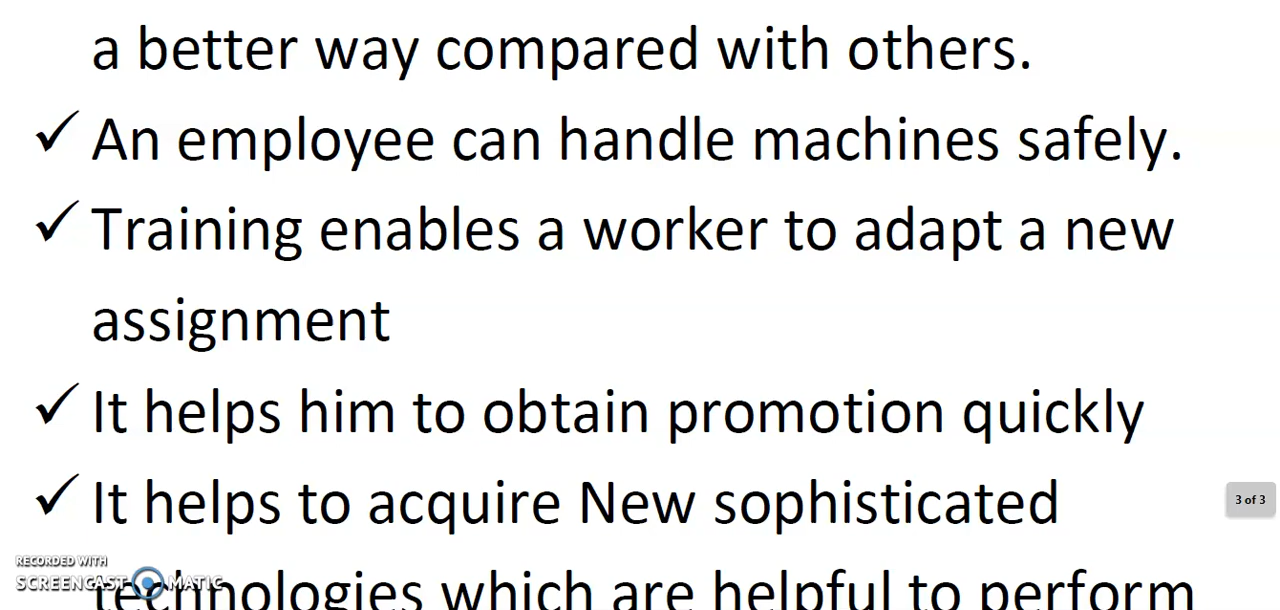 a better way compared with others.
✓ An employee can handle machines safely.
✓ Training enables a worker to adapt a new
assignment
✓ It helps him to obtain promotion quickly
✓ It helps to acquire New sophisticated
3 of 3
RECORDED WITH
SCREENCAST MATIC
technologies which are helpful to perform